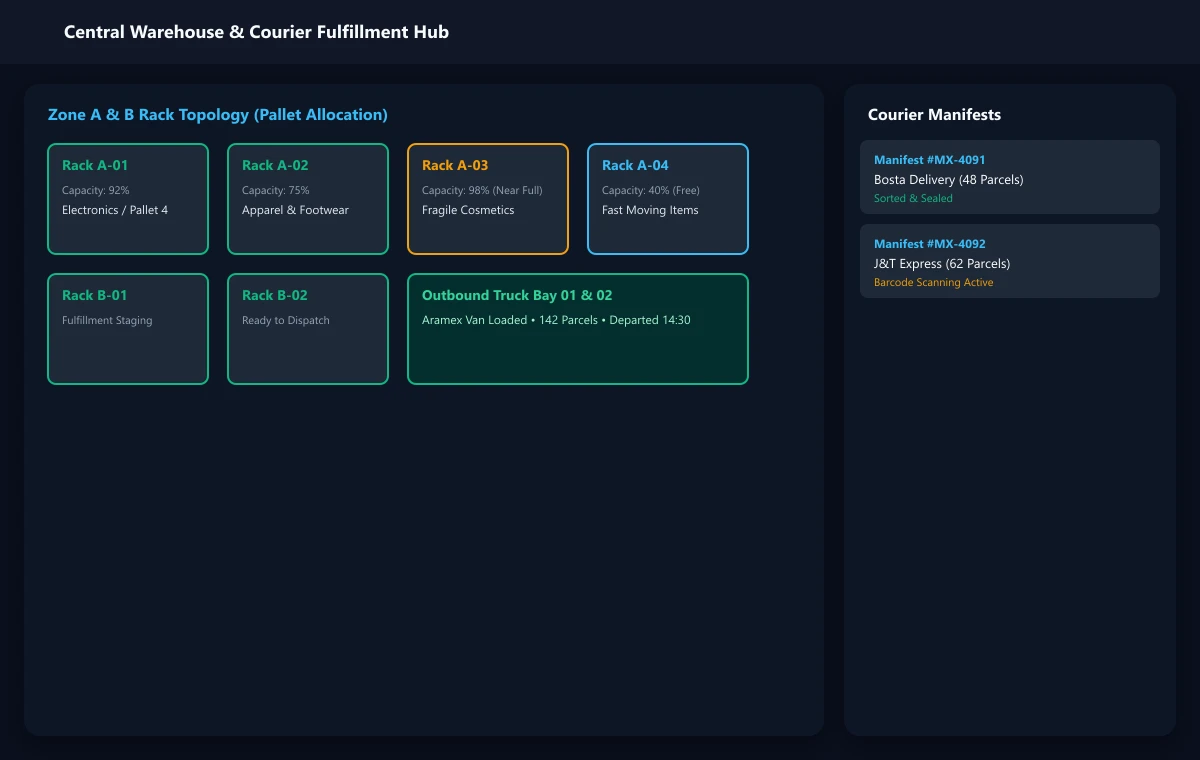 Central Warehouse & Courier Fulfillment Hub
Zone A & B Rack Topology (Pallet Allocation)
Rack A-01
Capacity: 92%
Electronics / Pallet 4
Rack A-02
Capacity: 75%
Apparel & Footwear
Rack A-03
Capacity: 98% (Near Full)
Fragile Cosmetics
Rack A-04
Capacity: 40% (Free)
Fast Moving Items
Rack B-01
Fulfillment Staging
Rack B-02
Ready to Dispatch
Outbound Truck Bay 01 & 02
Aramex Van Loaded • 142 Parcels • Departed 14:30
Courier Manifests
Manifest #MX-4091
Bosta Delivery (48 Parcels)
Sorted & Sealed
Manifest #MX-4092
J&T Express (62 Parcels)
Barcode Scanning Active